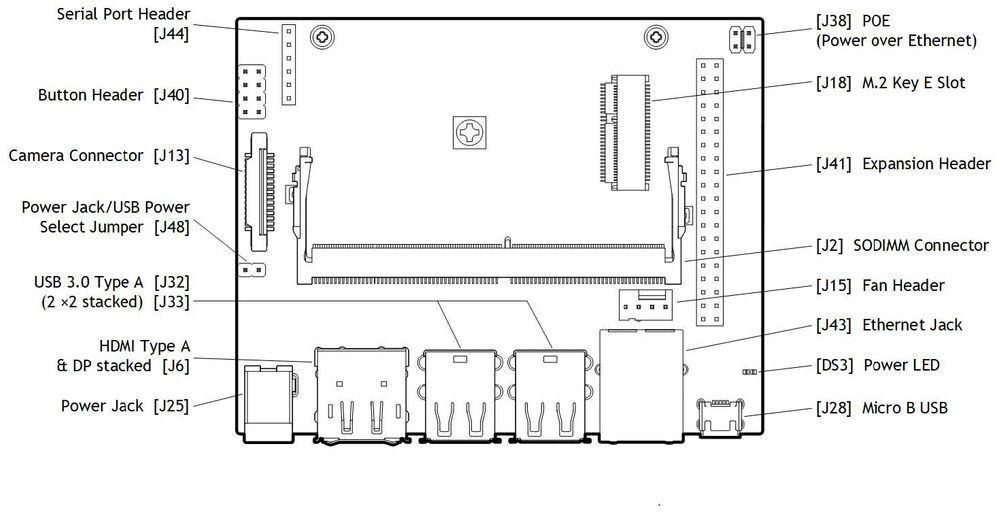 Serial Port Header
[J44]
Button Header [J40]
Camera Connector [J13]
Power Jack/USB Power
Select Jumper [J48]
USB 3.0 Type A [J32]
(2 ×2 stacked) [J33]
HDMI Type A
& DP stacked [J6]
Power Jack [J25]
[J38] POE
(Power over Ethernet)
[J18] M.2 Key E Slot
[J41] Expansion Header
[J2] SODIMM Connector
[J15] Fan Header
[J43] Ethernet Jack
[DS3] Power LED
[J28] Micro B USB